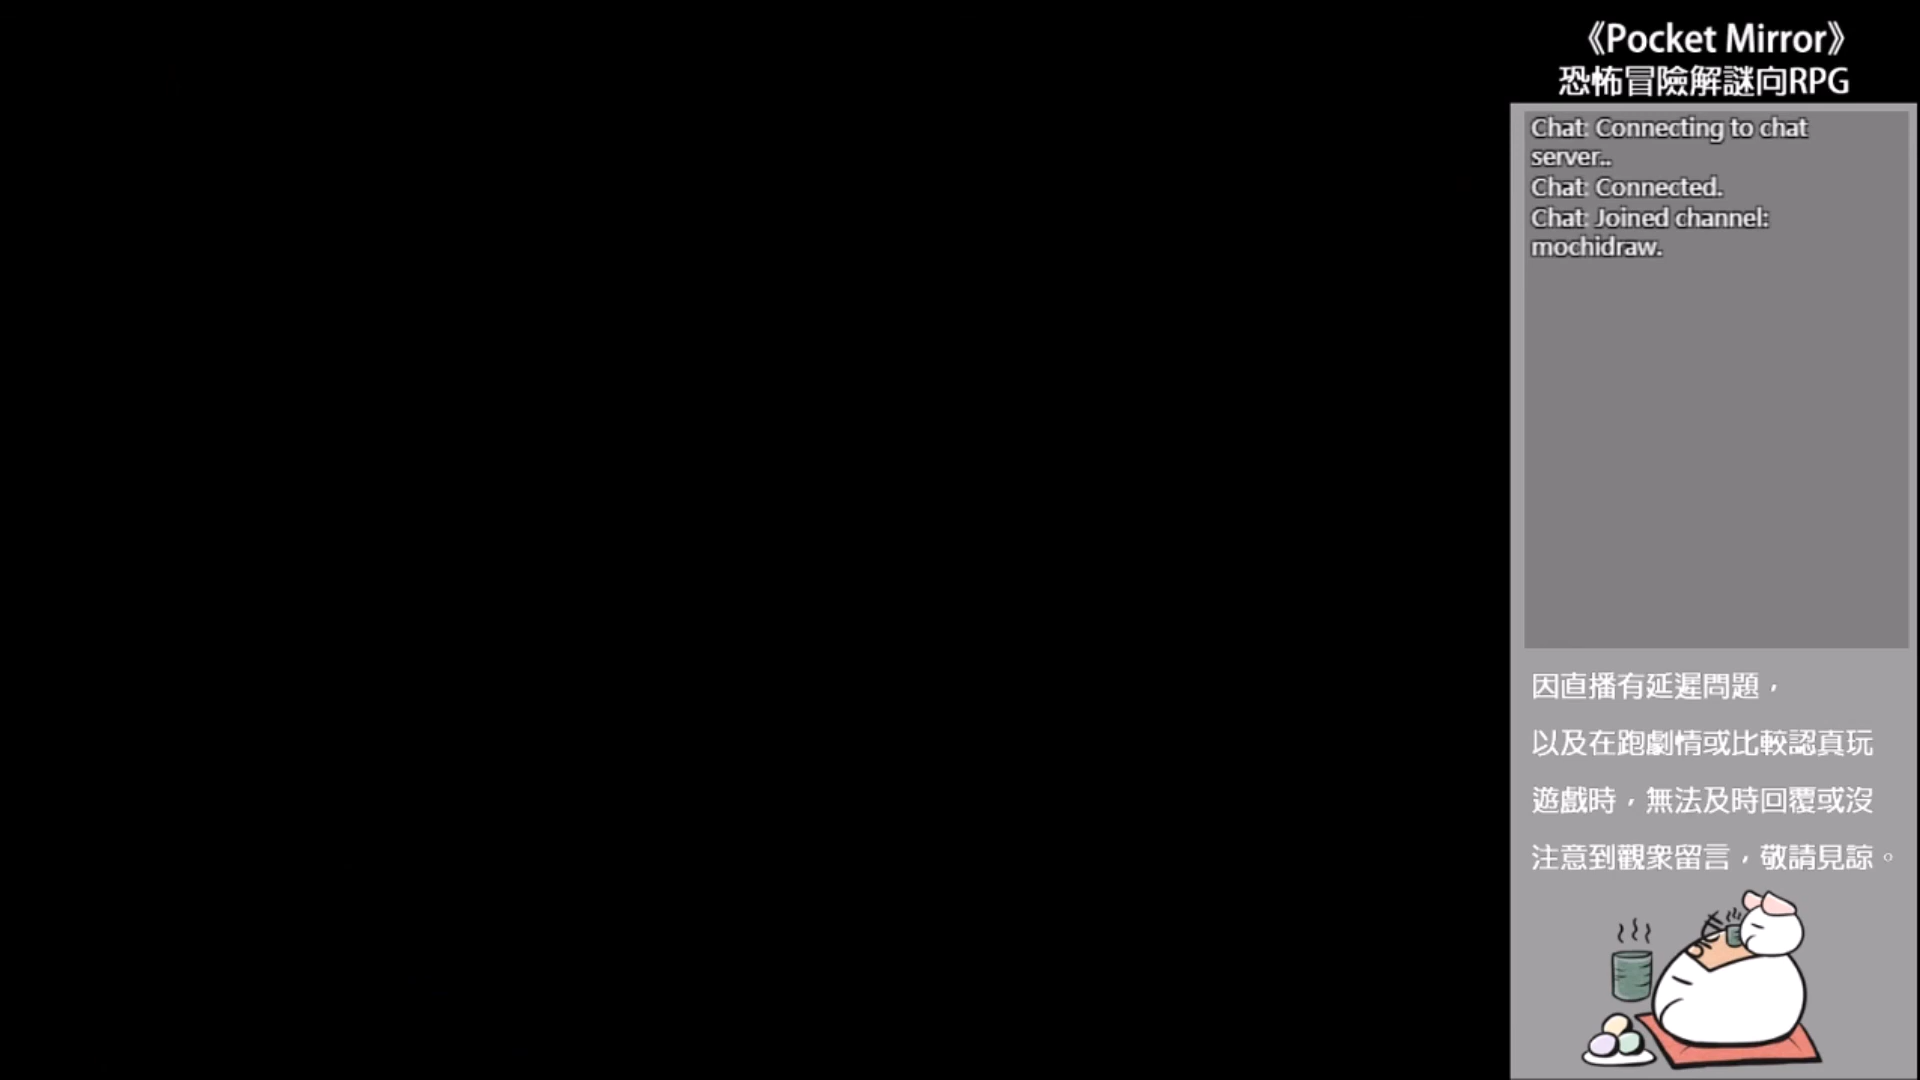 《Pocket Mirror》
恐怖冒險解謎向RPG
Chat: Connecting to chat
server..
Chat: Connected.
Chat: Joined channel:
mochidraw.
因直播有延遲問題，
以及在跑劇情或比較認真玩
遊戲時，無法及時回覆或沒
注意到觀眾留言，敬請見諒。